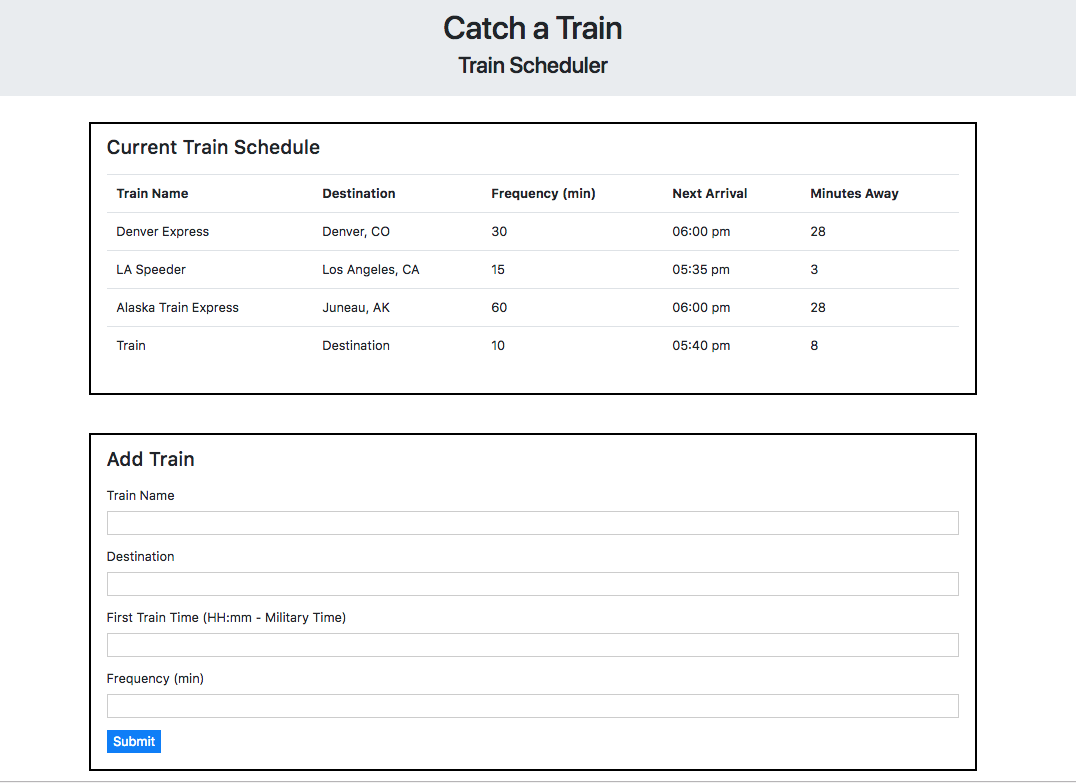 Catch a Train
Train Scheduler
Current Train Schedule
Train Name Destination Frequency (min) Next Arrival Minutes Away
Denver Express Denver, CO 30 06:00 pm 28
LA Speeder Los Angeles, CA 15 05:35 pm 3
Alaska Train Express Juneau, AK 60 06:00 pm 28
Train Destination 10 05:40 pm 8
Add Train
Train Name
Destination
First Train Time (HH:mm - Military Time)
Frequency (min)
Submit